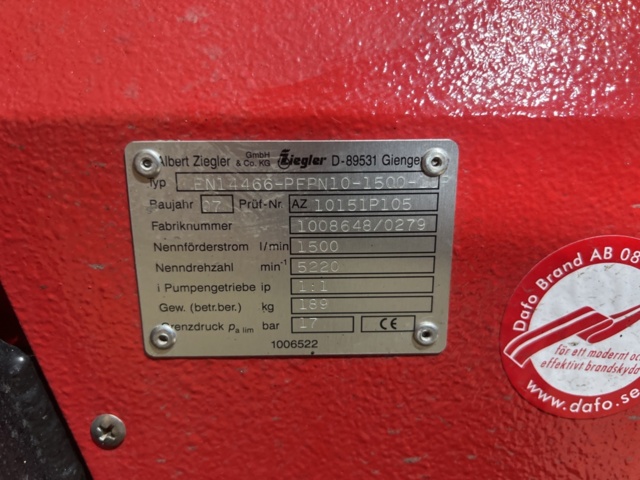 Albert Ziegler GmbH & Co. KG Ziegler D-89531 Giengen
Typ EN14466-PFPN10-1500-
Baujahr 07 Prüf-Nr. AZ 10151P105
Fabriknummer 1008648/0279
Nennförderstrom l/min 1500
Nenndrehzahl min⁻¹ 5220
i Pumpengetriebe ip 1:1
Gew. (betr.ber.) kg 189
Grenzdruck pa lim bar 17 CE
1006522
Dafo Brand AB 08
för ett modernt oc
effektivt brandskydd
www.dafo.se